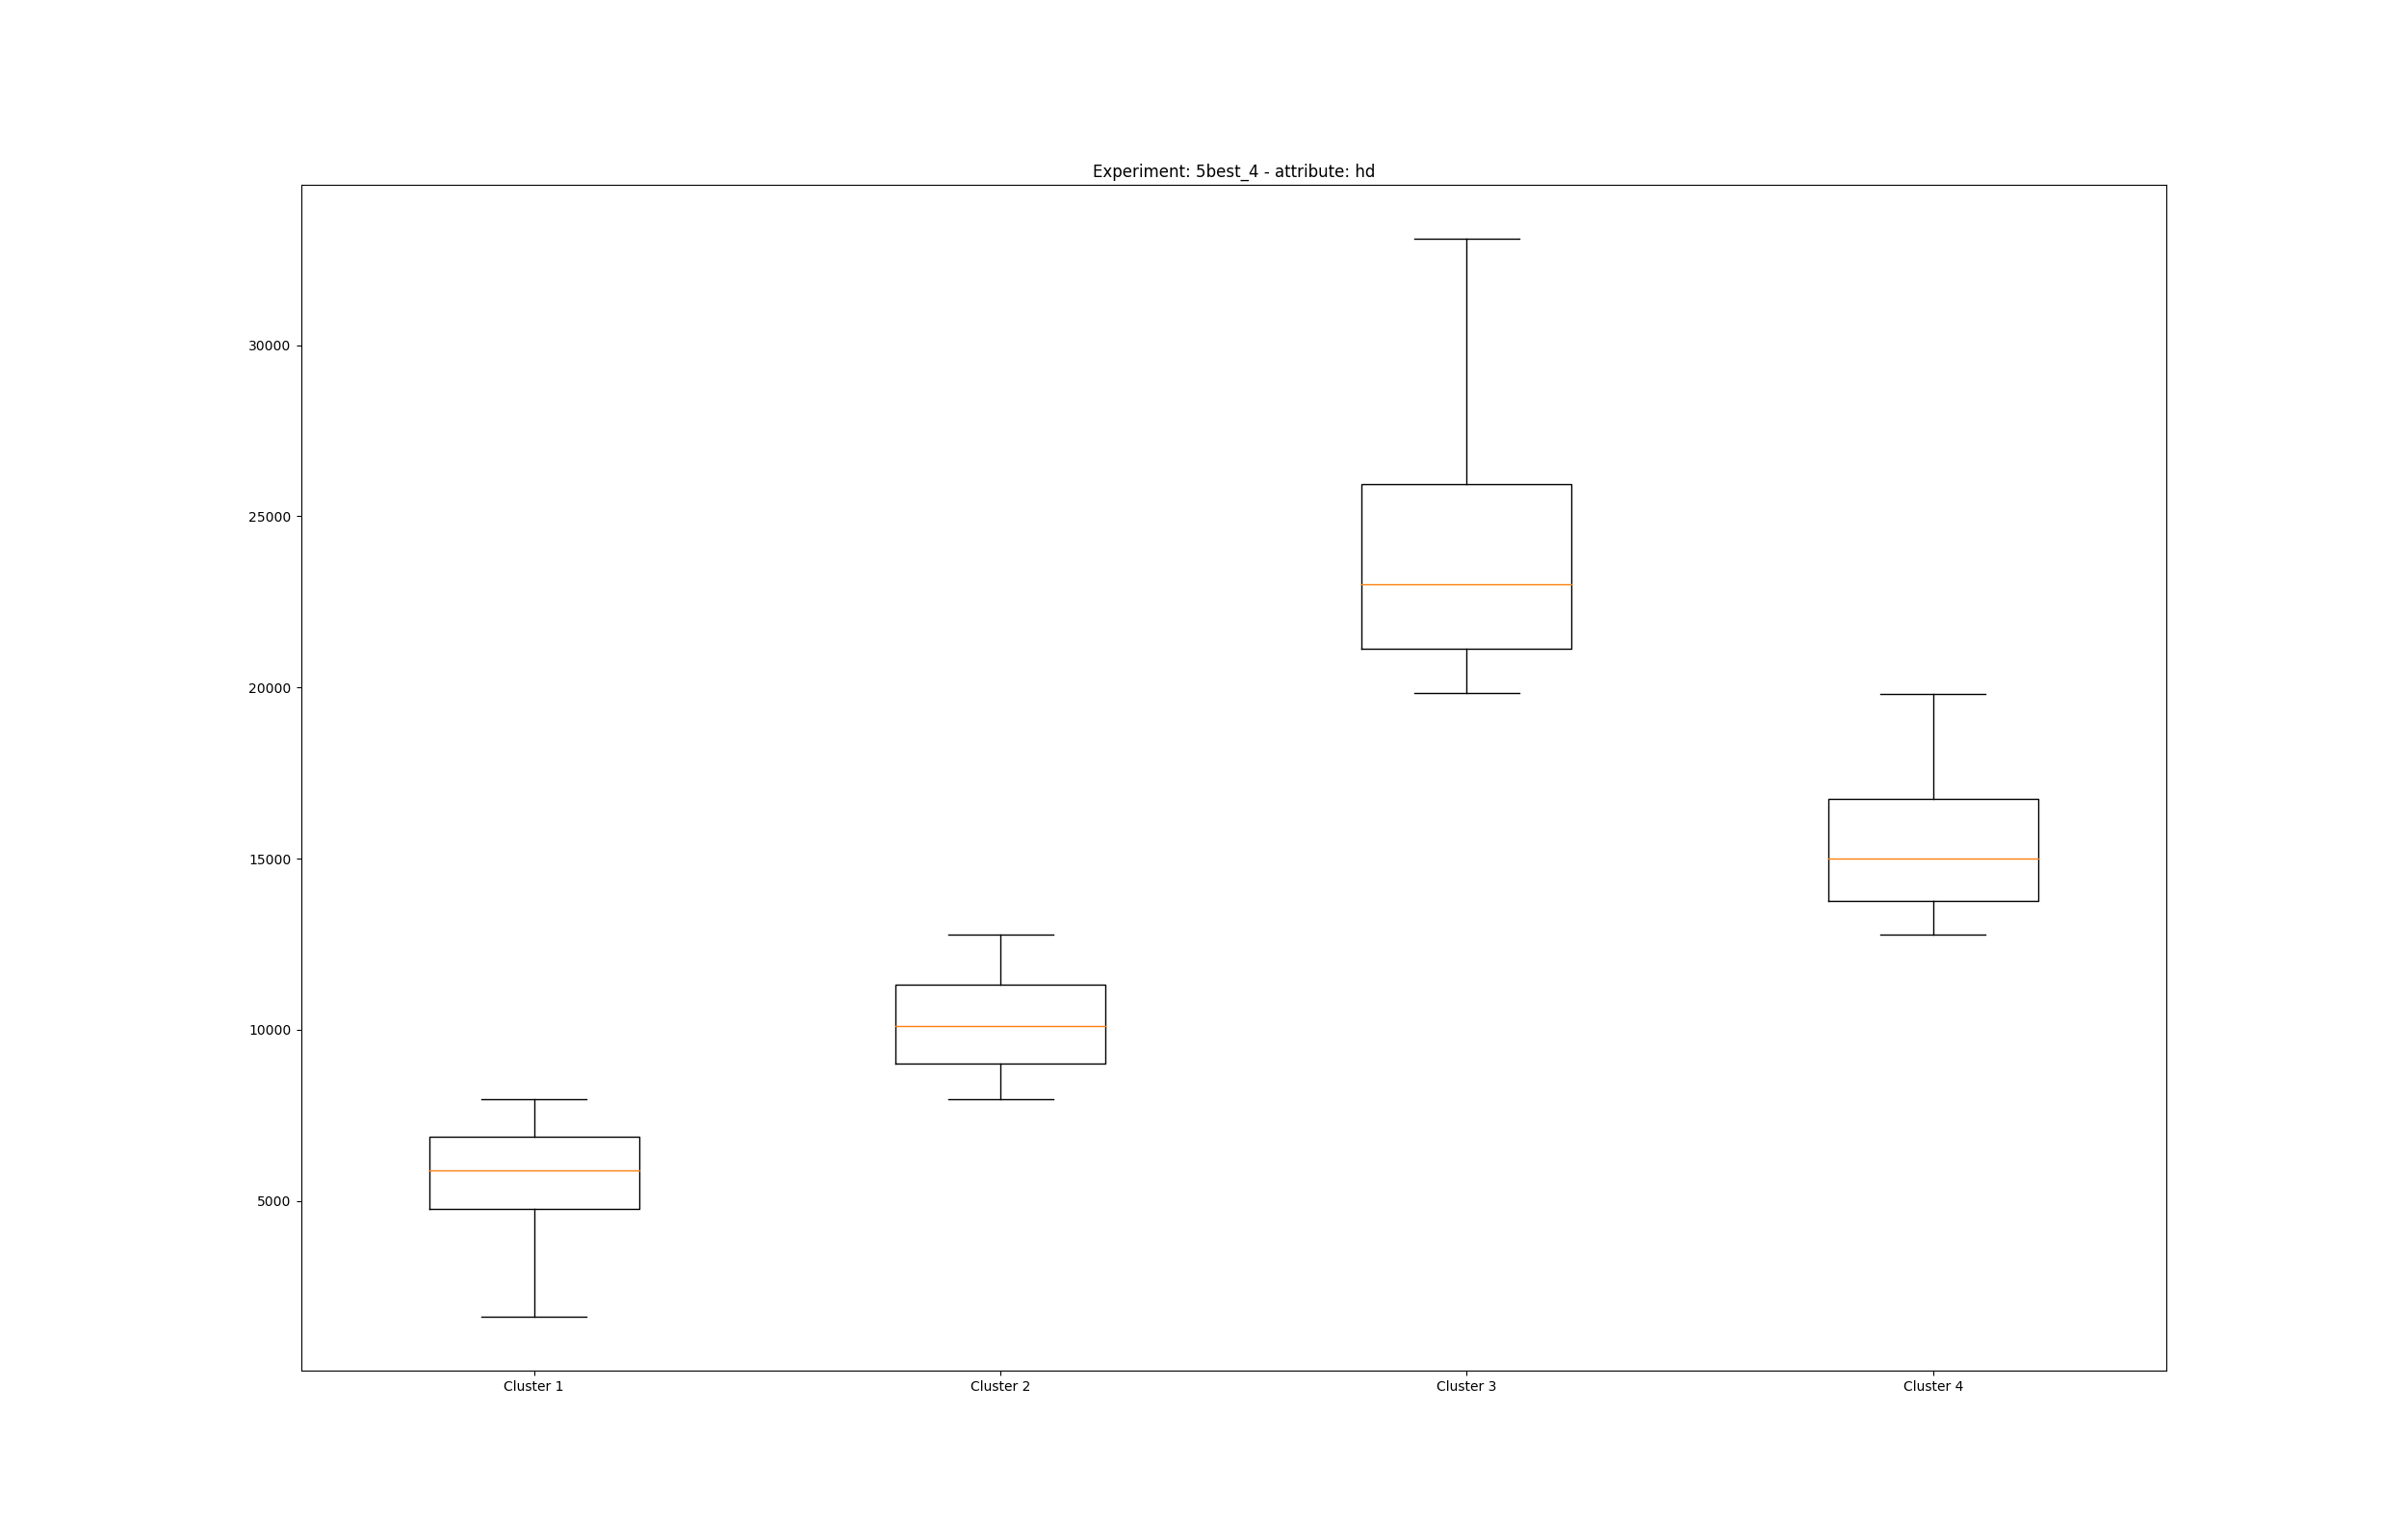 Experiment: 5best_4 - attribute: hd
30000
25000
20000
15000
10000
5000
Cluster 1
Cluster 2
Cluster 3
Cluster 4